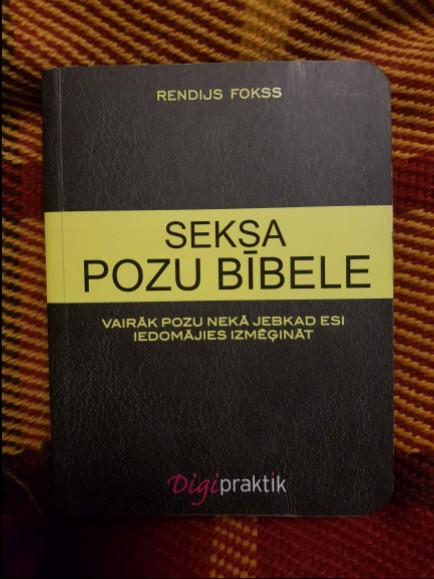 RENDIJS FOKSS
SEKSA
POZU BĪBELE
VAIRĀK POZU NEKĀ JEBKAD ESI
IEDOMĀJIES IZMĒĢINĀT
Digipraktik